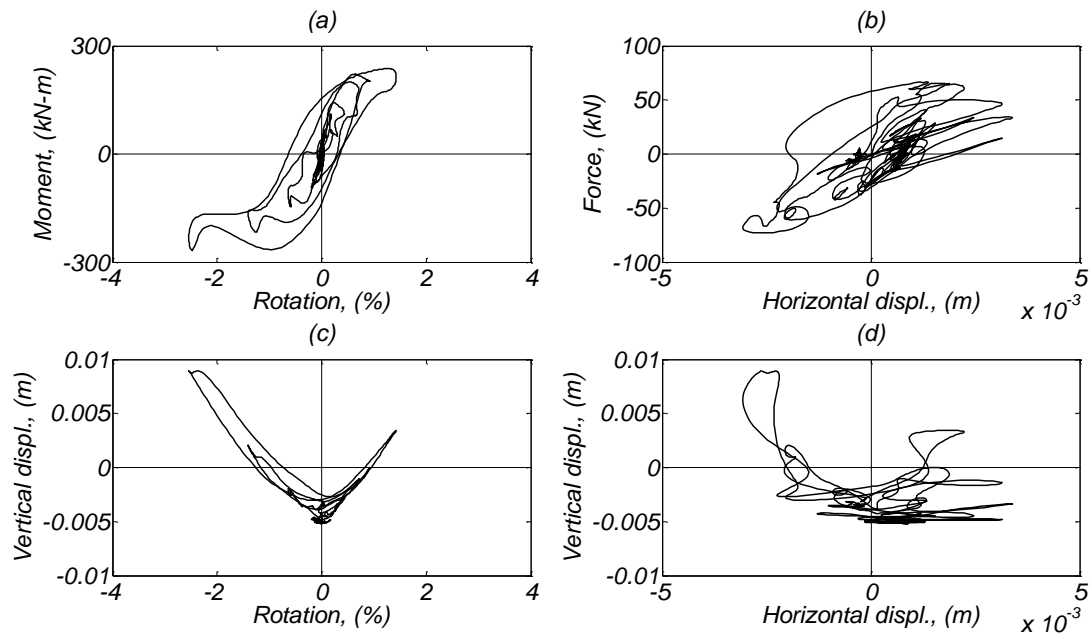 (a)
300
0
-300
Moment, (kN-m)
-4 -2 0 2 4
Rotation, (%)
(b)
100
50
0
-50
-100
Force, (kN)
-5 0 5
Horizontal displ., (m) x 10-3
(c)
0.01
0.005
0
-0.005
-0.01
Vertical displ., (m)
-4 -2 0 2 4
Rotation, (%)
(d)
0.01
0.005
0
-0.005
-0.01
Vertical displ., (m)
-5 0 5
Horizontal displ., (m) x 10-3